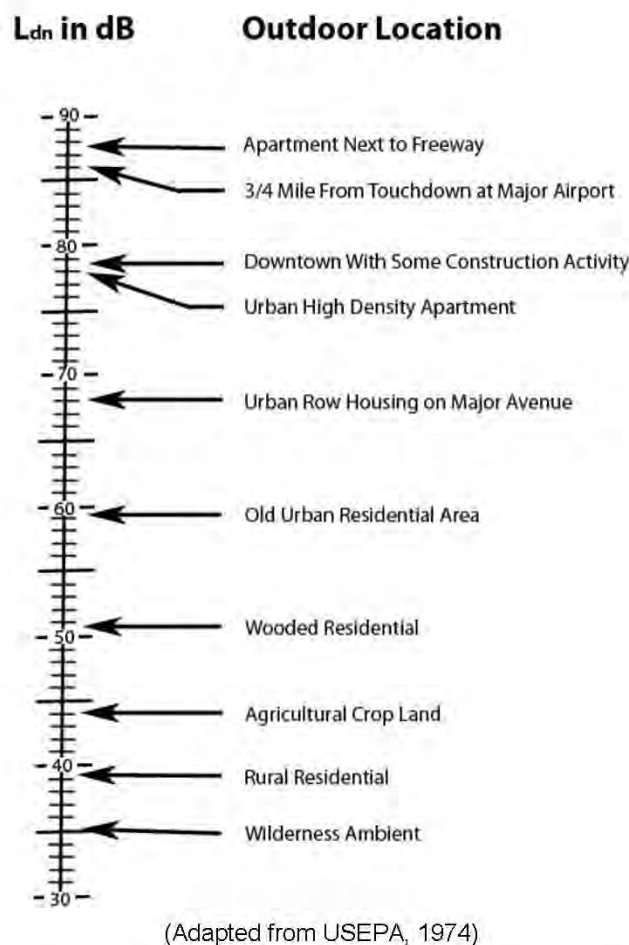 Ldn in dB Outdoor Location
90
Apartment Next to Freeway
3/4 Mile From Touchdown at Major Airport
80
Downtown With Some Construction Activity
Urban High Density Apartment
70
Urban Row Housing on Major Avenue
60
Old Urban Residential Area
Wooded Residential
50
Agricultural Crop Land
40
Rural Residential
Wilderness Ambient
30
(Adapted from USEPA, 1974)